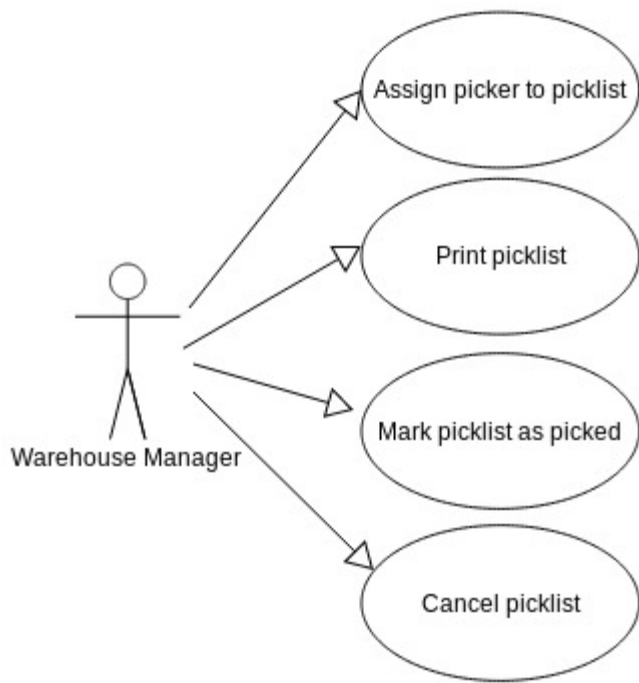 Assign picker to picklist
Print picklist
Mark picklist as picked
Warehouse Manager
Cancel picklist